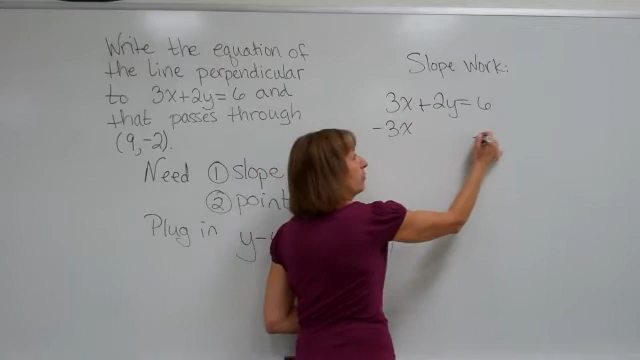 Write the equation of
the line perpendicular
to 3x+2y=6 and
that passes through
(9,-2).
Need ① slope
② point
Plug in y-
Slope Work:
3x+2y=6
-3x